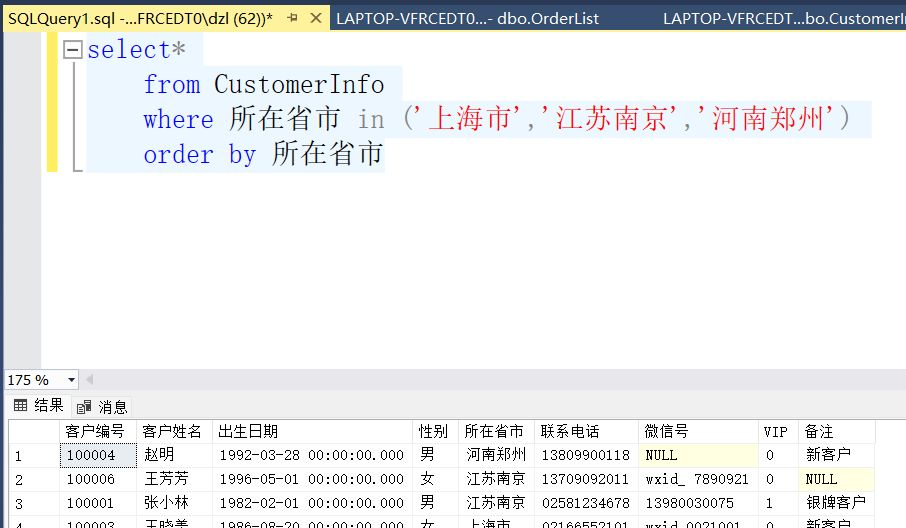 SQLQuery1.sql -...FRCEDT0\dzl (62))* LAPTOP-VFRCEDT0...- dbo.OrderList LAPTOP-VFRCEDT...bo.CustomerI
select*
from CustomerInfo
where 所在省市 in ('上海市','江苏南京','河南郑州')
order by 所在省市
175 %
结果 消息
客户编号 客户姓名 出生日期 性别 所在省市 联系电话 微信号 VIP 备注
1 100004 赵明 1992-03-28 00:00:00.000 男 河南郑州 13809900118 NULL 0 新客户
2 100006 王芳芳 1996-05-01 00:00:00.000 女 江苏南京 13709092011 wxid_ 7890921 0 NULL
3 100001 张小林 1982-02-01 00:00:00.000 男 江苏南京 02581234678 13980030075 1 银牌客户
4 100003 王晓美 1986-08-20 00:00:00.000 女 上海市 02166552101 wxid_0021001 0 新客户